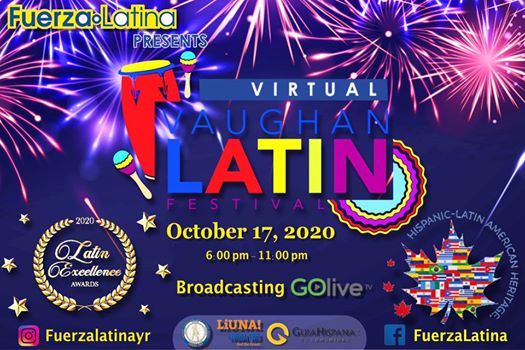 Fuerza Latina
PRESENTS
VIRTUAL
VAUGHAN
LATIN
FESTIVAL
October 17, 2020
6:00 pm - 11:00 pm
Broadcasting GOlive TV
2020
Latin
Excellence
AWARDS
HISPANIC-LATIN AMERICAN HERITAGE
Fuerzalatinayr
LiUNA!
GUIAHISPANA
FuerzaLatina